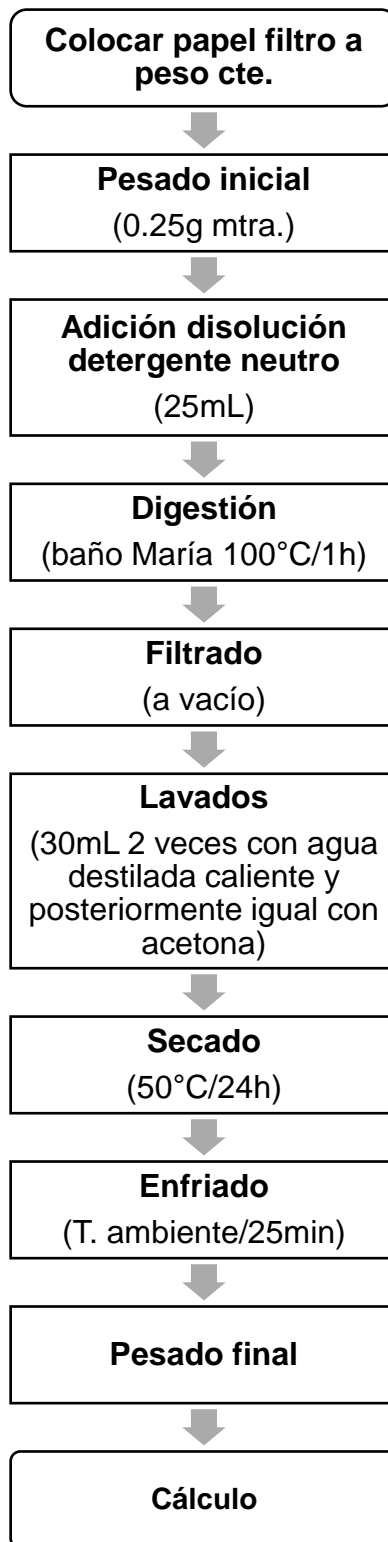 Colocar papel filtro a
peso cte.
Pesado inicial
(0.25g mtra.)
Adición disolución
detergente neutro
(25mL)
Digestión
(baño María 100°C/1h)
Filtrado
(a vacío)
Lavados
(30mL 2 veces con agua
destilada caliente y
posteriormente igual con
acetona)
Secado
(50°C/24h)
Enfriado
(T. ambiente/25min)
Pesado final
Cálculo